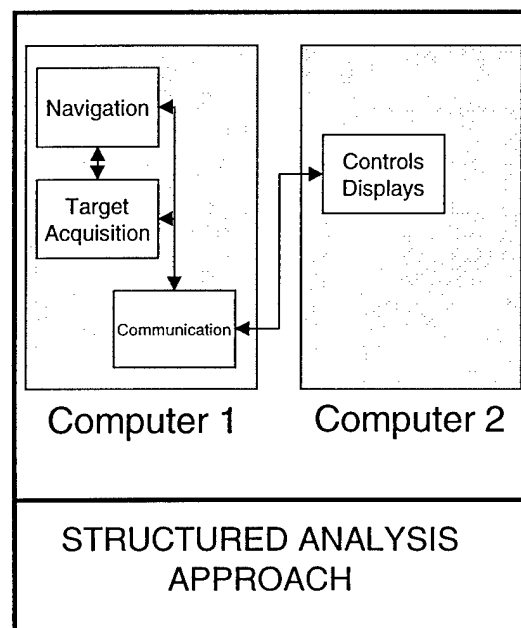 Navigation
Target
Acquisition
Communication
Controls
Displays
Computer 1
Computer 2
STRUCTURED ANALYSIS
APPROACH